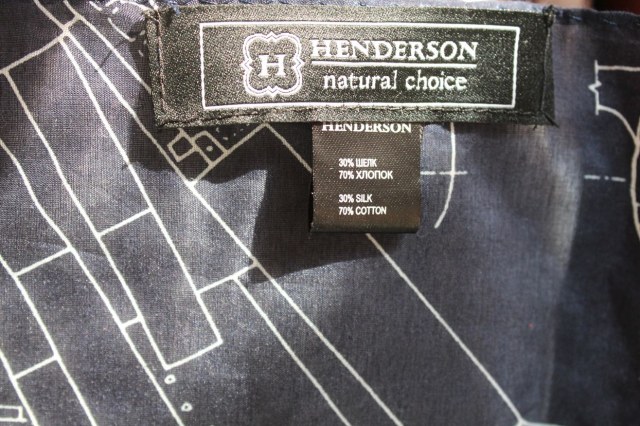 H HENDERSON
natural choice
HENDERSON
30% ШЕЛК
70% ХЛОПОК
30% SILK
70% COTTON